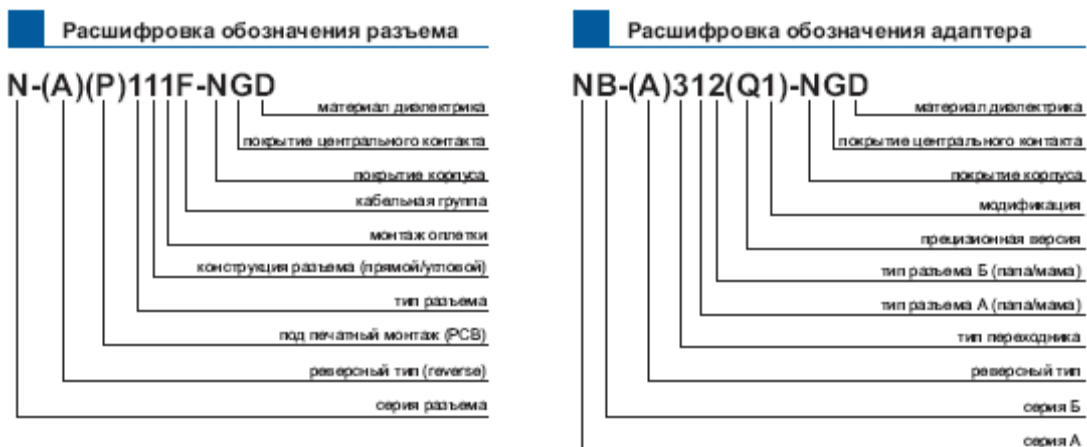 Расшифровка обозначения разъема
N-(A)(P)111F-NGD
материал диэлектрика
покрытие центрального контакта
покрытие корпуса
кабельная группа
монтаж оплетки
конструкция разъема (прямой/угловой)
тип разъема
под печатный монтаж (PCB)
реверсный тип (reverse)
серия разъема
Расшифровка обозначения адаптера
NB-(A)312(Q1)-NGD
материал диэлектрика
покрытие центрального контакта
покрытие корпуса
модификация
прецизионная версия
тип разъема Б (папа/мама)
тип разъема А (папа/мама)
тип переходника
реверсный тип
серия Б
серия А